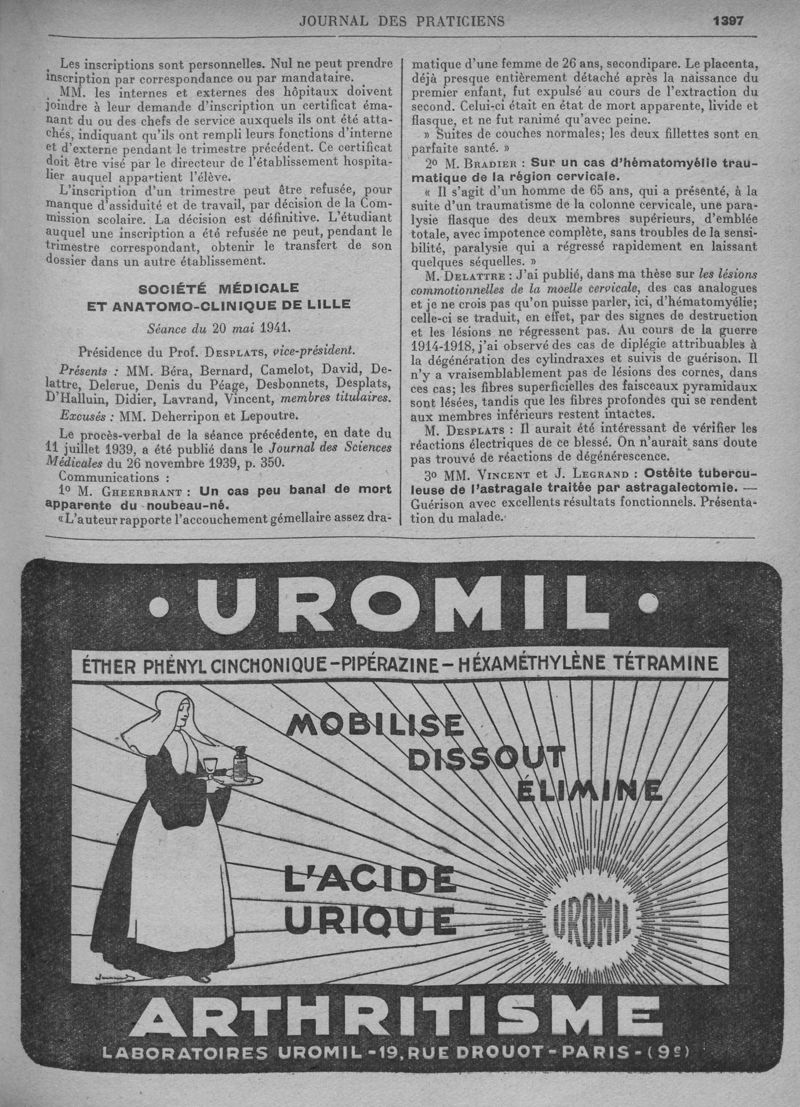 JOURNAL DES PRATICIENS 1397
Les inscriptions sont personnelles. Nul ne peut prendre
inscription par correspondance ou par mandataire.
MM. les internes et externes des hôpitaux doivent
joindre à leur demande d'inscription un certificat éma-
nant du ou des chefs de service auxquels ils ont été atta-
chés, indiquant qu'ils ont rempli leurs fonctions d'interne
et d'externe pendant le trimestre précédent. Ce certificat
doit être visé par le directeur de l'établissement hospita-
lier auquel appartient l'élève.
L'inscription d'un trimestre peut être refusée, pour
manque d'assiduité et de travail, par décision de la Com-
mission scolaire. La décision est définitive. L'étudiant
auquel une inscription a été refusée ne peut, pendant le
trimestre correspondant, obtenir le transfert de son
dossier dans un autre établissement.
SOCIÉTÉ MÉDICALE
ET ANATOMO-CLINIQUE DE LILLE
Séance du 20 mai 1941.
Présidence du Prof. DESPLATS, vice-président.
Présents : MM. Béra, Bernard, Camelot, David, De-
lattre, Delerue, Denis du Péage, Desbonnets, Desplats,
D'Halluin, Didier, Lavrand, Vincent, membres titulaires.
Excusés : MM. Deherripon et Lepoutre.
Le procès-verbal de la séance précédente, en date du
11 juillet 1939, a été publié dans le Journal des Sciences
Médicales du 26 novembre 1939, p. 350.
Communications :
1o M. GHEERBRANT : Un cas peu banal de mort
apparente du noubeau-né.
«L'auteur rapporte l'accouchement gémellaire assez dra-
matique d'une femme de 26 ans, secondipare. Le placenta,
déjà presque entièrement détaché après la naissance du
premier enfant, fut expulsé au cours de l'extraction du
second. Celui-ci était en état de mort apparente, livide et
flasque, et ne fut ranimé qu'avec peine.
» Suites de couches normales; les deux fillettes sont en
parfaite santé. »
2o M. BRADIER : Sur un cas d'hématomyélie trau-
matique de la région cervicale.
« Il s'agit d'un homme de 65 ans, qui a présenté, à la
suite d'un traumatisme de la colonne cervicale, une para-
lysie flasque des deux membres supérieurs, d'emblée
totale, avec impotence complète, sans troubles de la sensi-
bilité, paralysie qui a régressé rapidement en laissant
quelques séquelles. »
M. DELATTRE : J'ai publié, dans ma thèse sur les lésions
commotionnelles de la moelle cervicale, des cas analogues
et je ne crois pas qu'on puisse parler, ici, d'hématomyélie;
celle-ci se traduit, en effet, par des signes de destruction
et les lésions ne régressent pas. Au cours de la guerre
1914-1918, j'ai observé des cas de diplégie attribuables à
la dégénération des cylindraxes et suivis de guérison. Il
n'y a vraisemblablement pas de lésions des cornes, dans
ces cas; les fibres superficielles des faisceaux pyramidaux
sont lésées, tandis que les fibres profondes qui se rendent
aux membres inférieurs restent intactes.
M. DESPLATS : Il aurait été intéressant de vérifier les
réactions électriques de ce blessé. On n'aurait sans doute
pas trouvé de réactions de dégénérescence.
3o MM. VINCENT et J. LEGRAND : Ostéite tubercu-
leuse de l'astragale traitée par astragalectomie. —
Guérison avec excellents résultats fonctionnels. Présenta-
tion du malade.
· UROMIL ·
ÉTHER PHÉNYL CINCHONIQUE-PIPÉRAZINE-HÉXAMÉTHYLÈNE TÉTRAMINE
MOBILISE
DISSOUT
ÉLIMINE
L'ACIDE
URIQUE
UROMIL
ARTHRITISME
LABORATOIRES UROMIL-19, RUE DROUOT-PARIS-(9e)